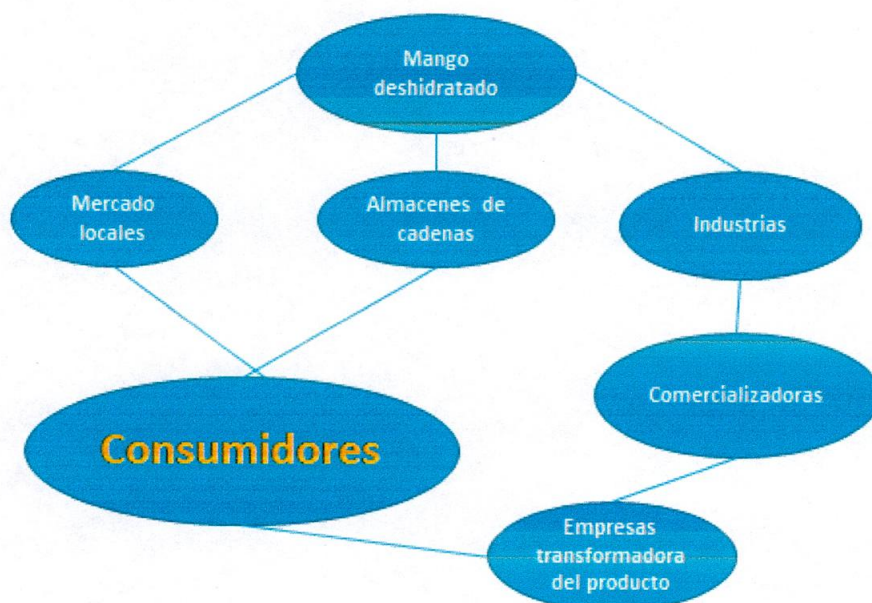 Mango
deshidratado
Mercado
locales
Almacenes de
cadenas
Industrias
Comercializadoras
Consumidores
Empresas
transformadora
del producto